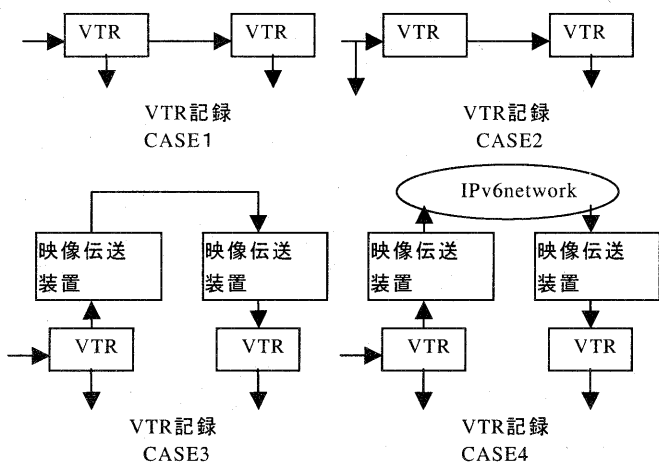 VTR
VTR
VTR記録
CASE1
VTR
VTR
VTR記録
CASE2
映像伝送
装置
映像伝送
装置
VTR
VTR
VTR記録
CASE3
IPv6network
映像伝送
装置
映像伝送
装置
VTR
VTR
VTR記録
CASE4